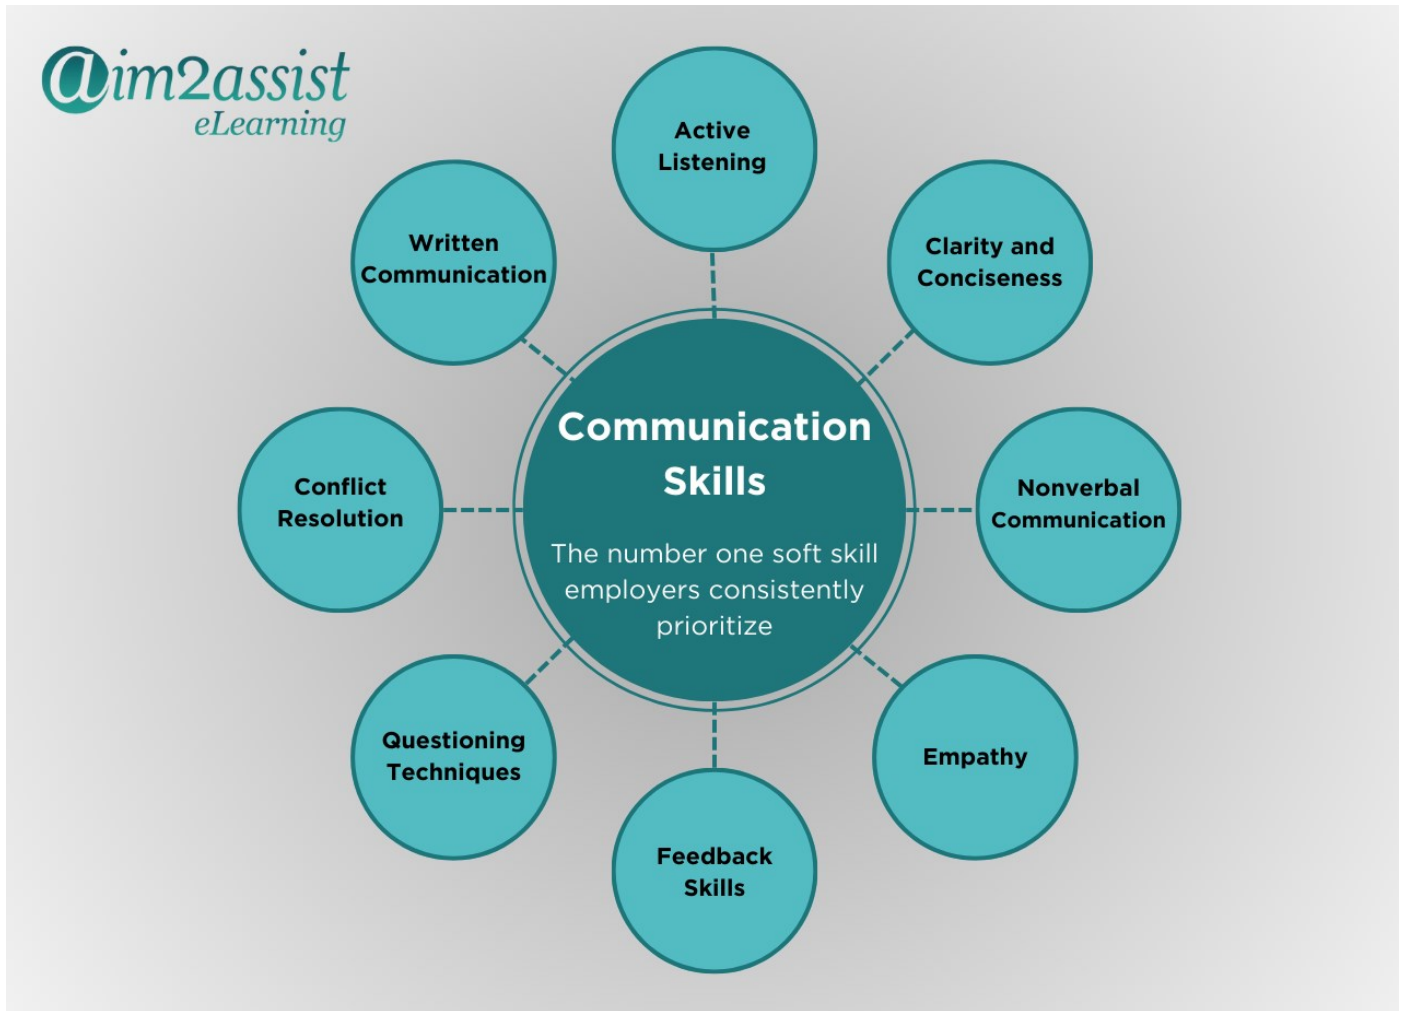 @im2assist
eLearning
Active
Listening
Clarity and
Conciseness
Nonverbal
Communication
Empathy
Feedback
Skills
Questioning
Techniques
Conflict
Resolution
Written
Communication
Communication
Skills
The number one soft skill
employers consistently
prioritize